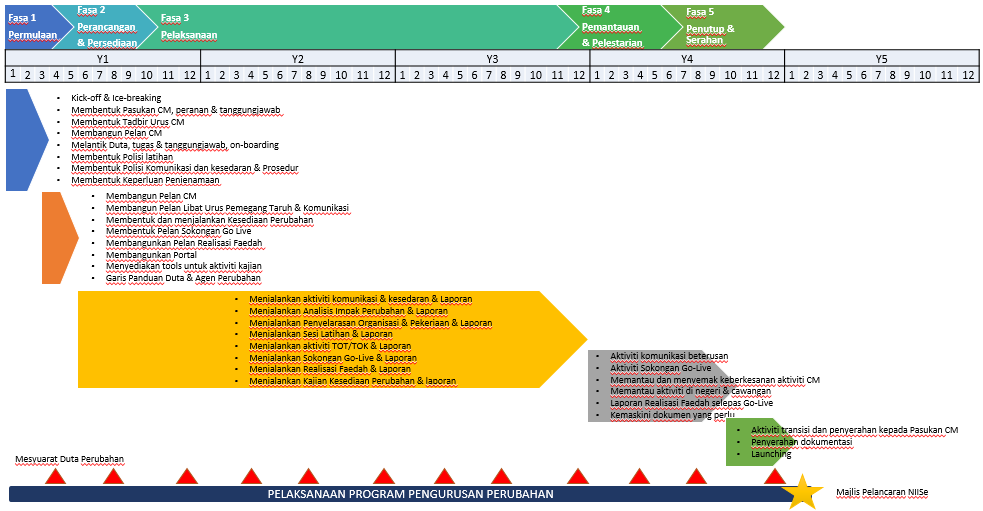 Fasa 1
Permulaan
Fasa 2
Perancangan
& Persediaan
Fasa 3
Pelaksanaan
Fasa 4
Pemantauan
& Pelestarian
Fasa 5
Penutup &
Serahan
Y1 Y2 Y3 Y4 Y5
1 2 3 4 5 6 7 8 9 10 11 12 1 2 3 4 5 6 7 8 9 10 11 12 1 2 3 4 5 6 7 8 9 10 11 12 1 2 3 4 5 6 7 8 9 10 11 12 1 2 3 4 5 6 7 8 9 10 11 12
• Kick-off & Ice-breaking
• Membentuk Pasukan CM, peranan & tanggungjawab
• Membentuk Tadbir Urus CM
• Membangun Pelan CM
• Melantik Duta, tugas & tanggungjawab, on-boarding
• Membentuk Polisi latihan
• Membentuk Polisi Komunikasi dan kesedaran & Prosedur
• Membentuk Keperluan Penjenamaan
• Membangun Pelan CM
• Membangun Pelan Libat Urus Pemegang Taruh & Komunikasi
• Membentuk dan menjalankan Kesediaan Perubahan
• Membentuk Pelan Sokongan Go Live
• Membangunkan Pelan Realisasi Faedah
• Membangunkan Portal
• Menyediakan tools untuk aktiviti kajian
• Garis Panduan Duta & Agen Perubahan
• Menjalankan aktiviti komunikasi & kesedaran & Laporan
• Menjalankan Analisis Impak Perubahan & Laporan
• Menjalankan Penyelarasan Organisasi & Pekerjaan & Laporan
• Menjalankan Sesi Latihan & Laporan
• Menjalankan aktiviti TOT/TOK & Laporan
• Menjalankan Sokongan Go-Live & Laporan
• Menjalankan Realisasi Faedah & Laporan
• Menjalankan Kajian Kesediaan Perubahan & laporan
• Aktiviti komunikasi beterusan
• Aktiviti Sokongan Go-Live
• Memantau dan menyemak keberkesanan aktiviti CM
• Memantau aktiviti di negeri & cawangan
• Laporan Realisasi Faedah selepas Go-Live
• Kemaskini dokumen yang perlu
• Aktiviti transisi dan penyerahan kepada Pasukan CM
• Penyerahan dokumentasi
• Launching
Mesyuarat Duta Perubahan
PELAKSANAAN PROGRAM PENGURUSAN PERUBAHAN
Majlis Pelancaran NIISe